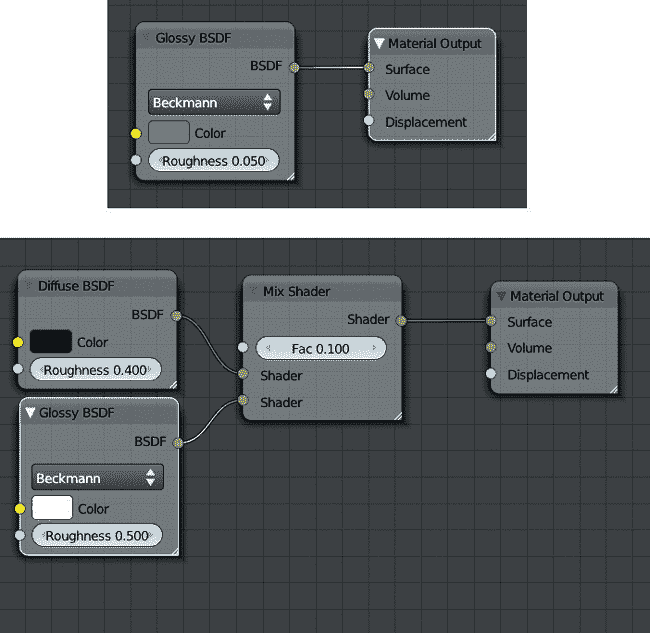 Glossy BSDF
BSDF
Beckmann
Color
Roughness 0.050
Material Output
Surface
Volume
Displacement
Diffuse BSDF
BSDF
Color
Roughness 0.400
Glossy BSDF
BSDF
Beckmann
Color
Roughness 0.500
Mix Shader
Shader
Fac 0.100
Shader
Shader
Material Output
Surface
Volume
Displacement